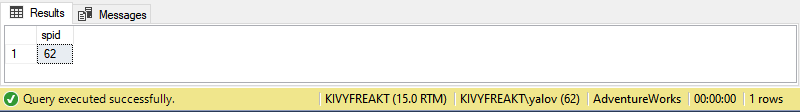 Results Messages
spid
1 62
Query executed successfully. KIVYFREAKT (15.0 RTM) KIVYFREAKT\yalov (62) AdventureWorks 00:00:00 1 rows